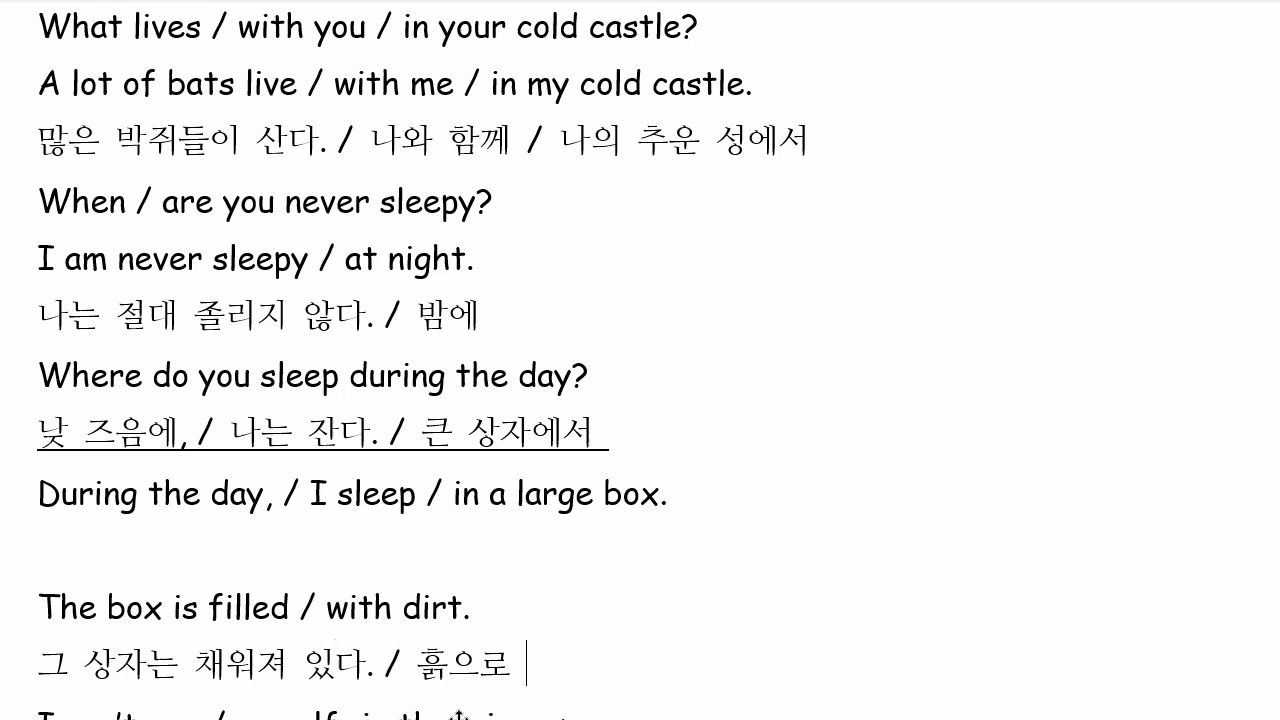 What lives / with you / in your cold castle?
A lot of bats live / with me / in my cold castle.
많은 박쥐들이 산다. / 나와 함께 / 나의 추운 성에서
When / are you never sleepy?
I am never sleepy / at night.
나는 절대 졸리지 않다. / 밤에
Where do you sleep during the day?
낮 즈음에, / 나는 잔다. / 큰 상자에서
During the day, / I sleep / in a large box.
The box is filled / with dirt.
그 상자는 채워져 있다. / 흙으로